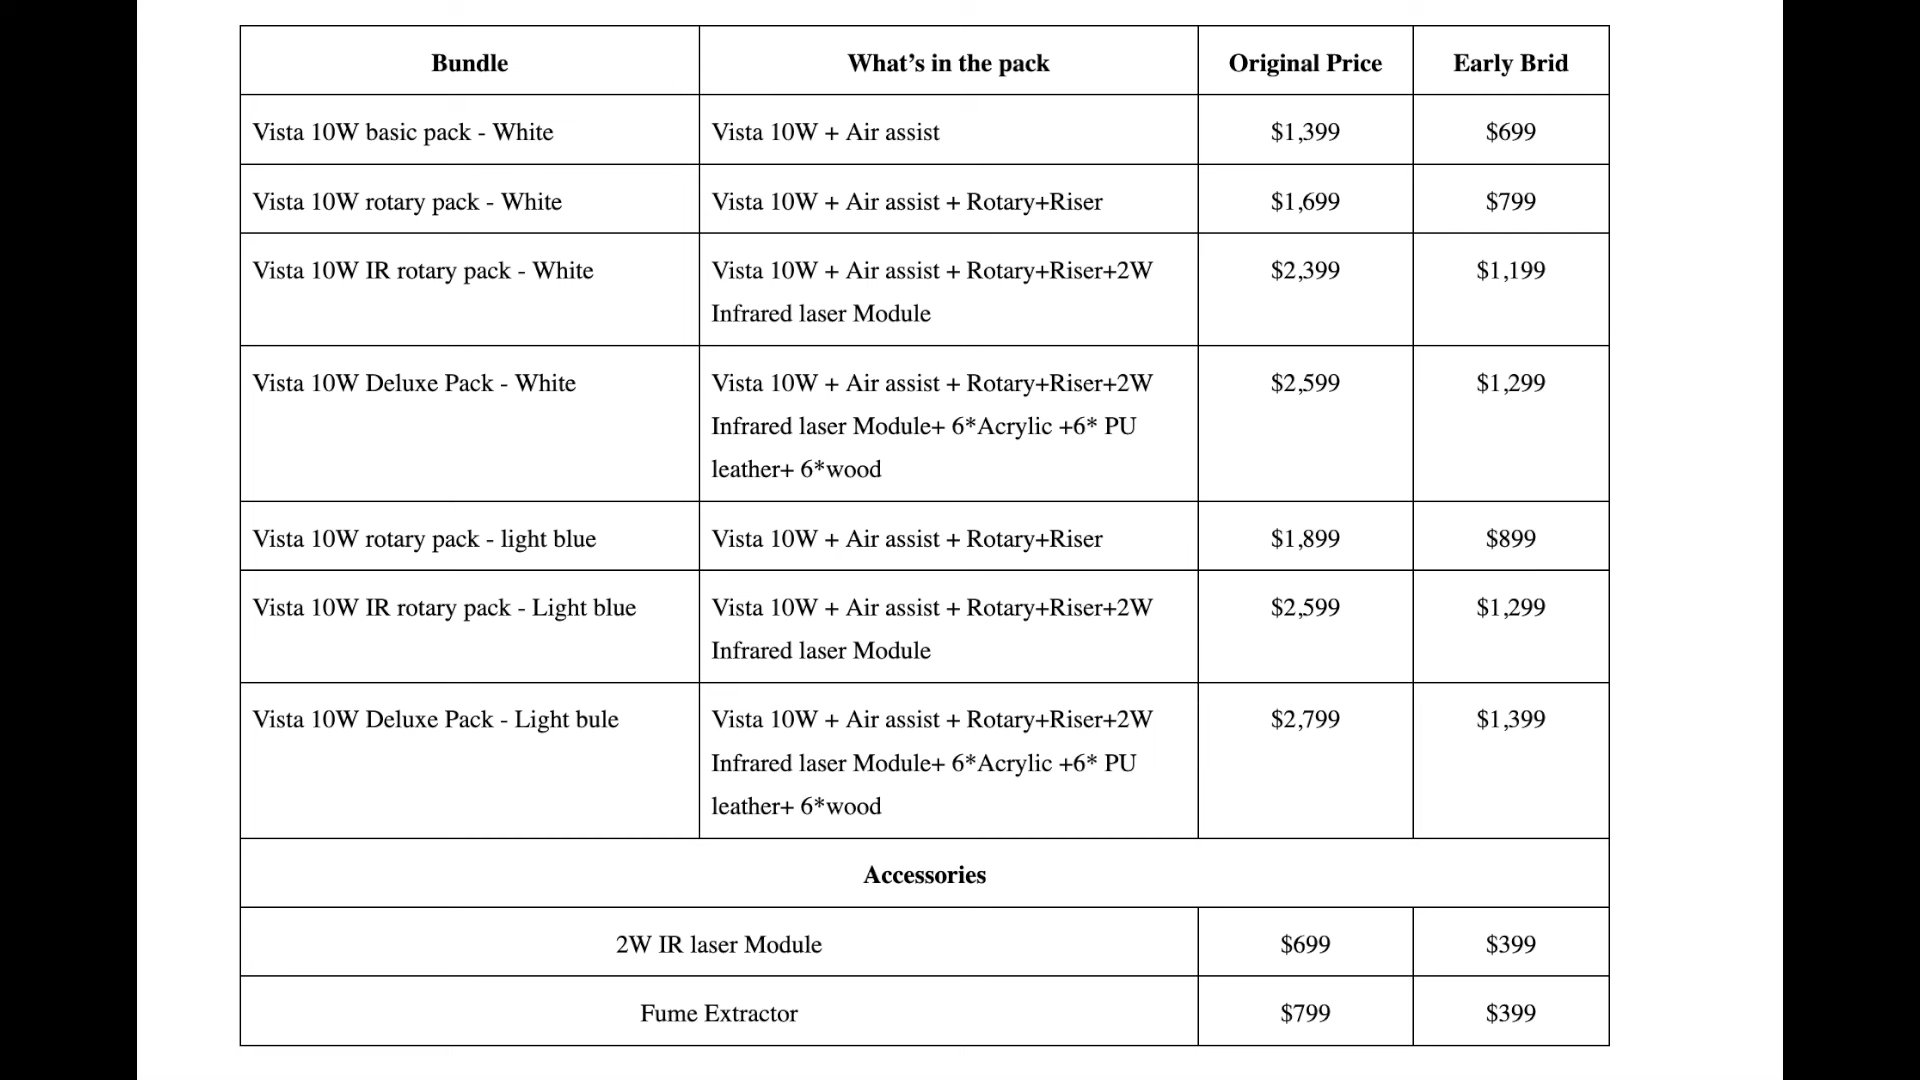 Bundle What’s in the pack Original Price Early Brid
Vista 10W basic pack - White Vista 10W + Air assist $1,399 $699
Vista 10W rotary pack - White Vista 10W + Air assist + Rotary+Riser $1,699 $799
Vista 10W IR rotary pack - White Vista 10W + Air assist + Rotary+Riser+2W $2,399 $1,199
Infrared laser Module
Vista 10W Deluxe Pack - White Vista 10W + Air assist + Rotary+Riser+2W $2,599 $1,299
Infrared laser Module+ 6*Acrylic +6* PU
leather+ 6*wood
Vista 10W rotary pack - light blue Vista 10W + Air assist + Rotary+Riser $1,899 $899
Vista 10W IR rotary pack - Light blue Vista 10W + Air assist + Rotary+Riser+2W $2,599 $1,299
Infrared laser Module
Vista 10W Deluxe Pack - Light bule Vista 10W + Air assist + Rotary+Riser+2W $2,799 $1,399
Infrared laser Module+ 6*Acrylic +6* PU
leather+ 6*wood
Accessories
2W IR laser Module $699 $399
Fume Extractor $799 $399